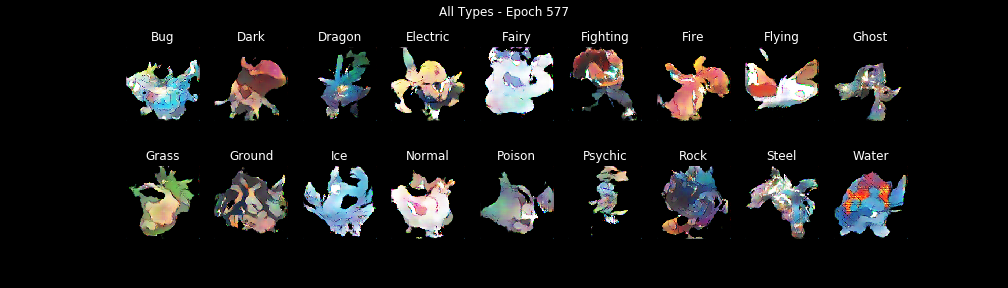 All Types - Epoch 577
Bug Dark Dragon Electric Fairy Fighting Fire Flying Ghost
Grass Ground Ice Normal Poison Psychic Rock Steel Water